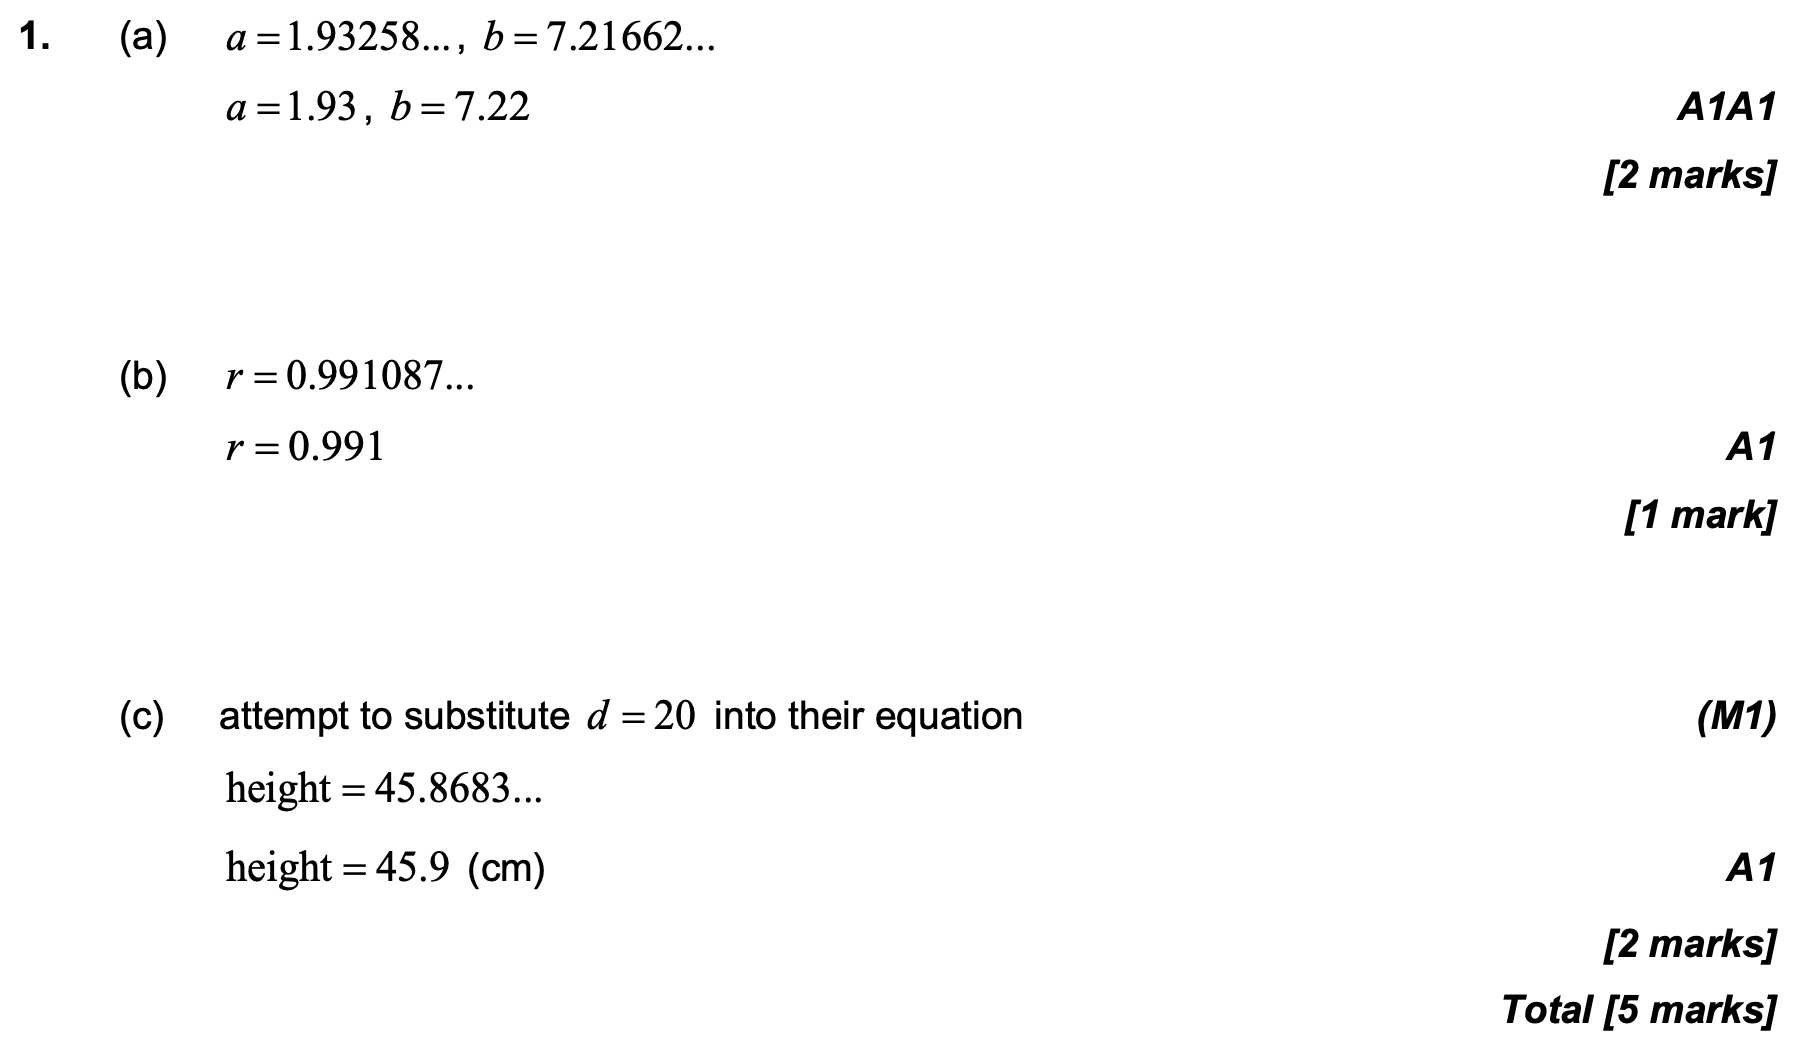 1. (a) a = 1.93258..., b = 7.21662...
a = 1.93, b = 7.22 A1A1
[2 marks]
(b) r = 0.991087...
r = 0.991 A1
[1 mark]
(c) attempt to substitute d = 20 into their equation (M1)
height = 45.8683...
height = 45.9 (cm) A1
[2 marks]
Total [5 marks]